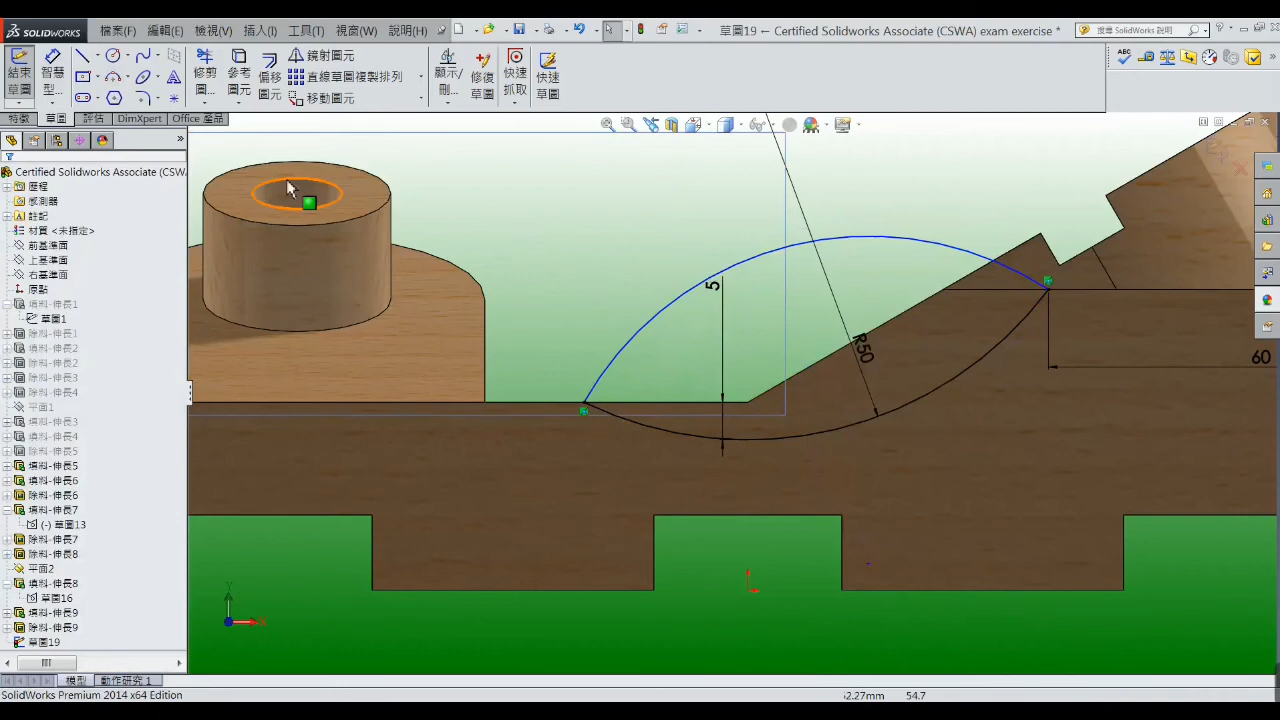 SOLIDWORKS 檔案(F) 編輯(E) 檢視(V) 插入(I) 工具(T) 視窗(W) 說明(L) 草圖19 ← Certified SolidWorks Associate (CSWA) exam exercise * 搜尋 SolidWorks 說明
結束草圖 智慧型... 修剪圖... 參考圖元 偏移圖元 鏡射圖元 直線草圖複製排列 移動圖元 顯示/刪... 修復草圖 快速抓取 快速草圖
特徵 草圖 評估 DimXpert Office 產品
Certified Solidworks Associate (CSWA
歷程
感測器
註記
材質 <未指定>
前基準面
上基準面
右基準面
原點
填料-伸長1
草圖1
除料-伸長1
填料-伸長2
除料-伸長2
除料-伸長3
除料-伸長4
平面1
填料-伸長3
填料-伸長4
除料-伸長5
填料-伸長5
填料-伸長6
除料-伸長6
填料-伸長7
(-) 草圖13
除料-伸長7
除料-伸長8
平面2
填料-伸長8
草圖16
填料-伸長9
除料-伸長9
草圖19
5
R50
60
Y
X
模型 動作研究 1
SolidWorks Premium 2014 x64 Edition 54.7